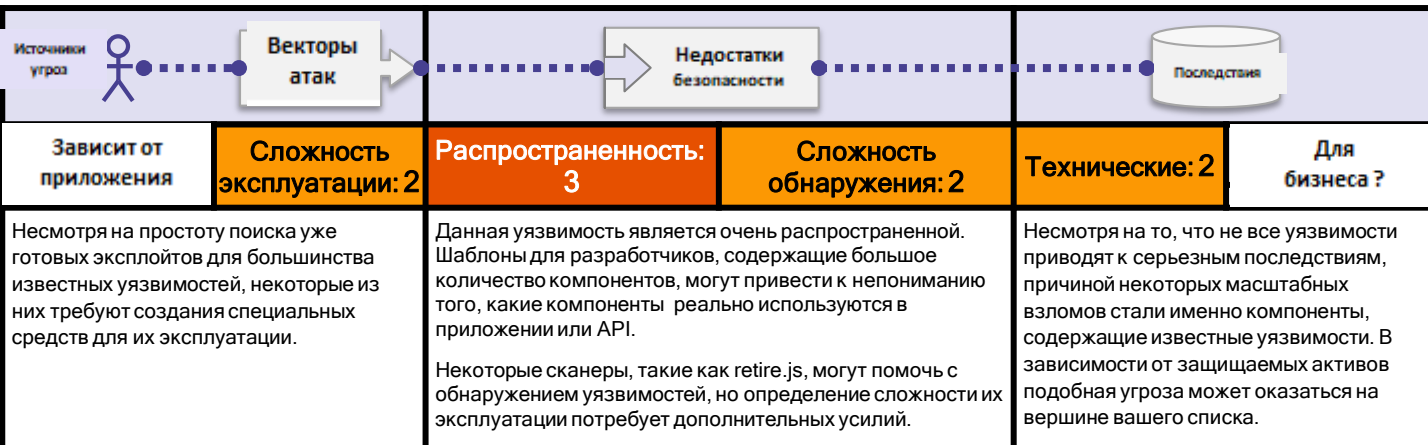 Источники
угроз
Векторы
атак
Недостатки
безопасности
Последствия
Зависит от
приложения
Сложность
эксплуатации: 2
Распространенность:
3
Сложность
обнаружения: 2
Технические: 2
Для
бизнеса ?
Несмотря на простоту поиска уже
готовых эксплойтов для большинства
известных уязвимостей, некоторые из
них требуют создания специальных
средств для их эксплуатации.
Данная уязвимость является очень распространенной.
Шаблоны для разработчиков, содержащие большое
количество компонентов, могут привести к непониманию
того, какие компоненты реально используются в
приложении или API.
Некоторые сканеры, такие как retire.js, могут помочь с
обнаружением уязвимостей, но определение сложности их
эксплуатации потребует дополнительных усилий.
Несмотря на то, что не все уязвимости
приводят к серьезным последствиям,
причиной некоторых масштабных
взломов стали именно компоненты,
содержащие известные уязвимости. В
зависимости от защищаемых активов
подобная угроза может оказаться на
вершине вашего списка.